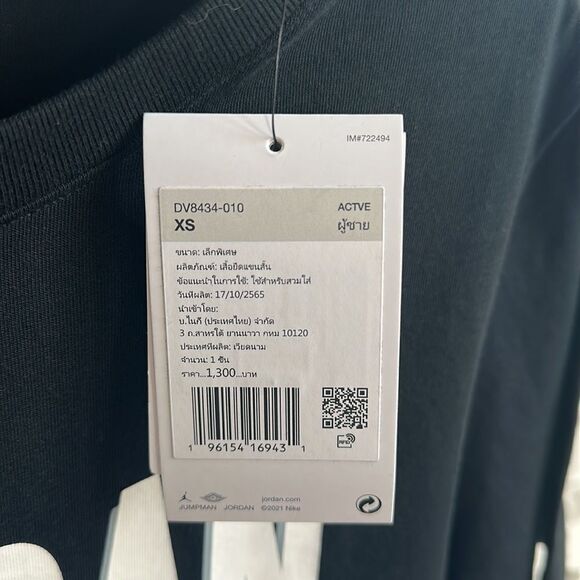 IM#722494
DV8434-010 ACTVE
XS ผู้ชาย
ขนาด: เล็กพิเศษ
ผลิตภัณฑ์: เสื้อยืดแขนสั้น
ข้อแนะนำในการใช้: ใช้สำหรับสวมใส่
วันที่ผลิต: 17/10/2565
นำเข้าโดย:
บ.ไนกี้ (ประเทศไทย) จำกัด
3 ถ.สาทรใต้ ยานนาวา กทม 10120
ประเทศที่ผลิต: เวียดนาม
จำนวน: 1 ชิ้น
ราคา...1,300...บาท
1 96154 16943 1
RFID
JUMPMAN JORDAN
jordan.com
©2021 Nike